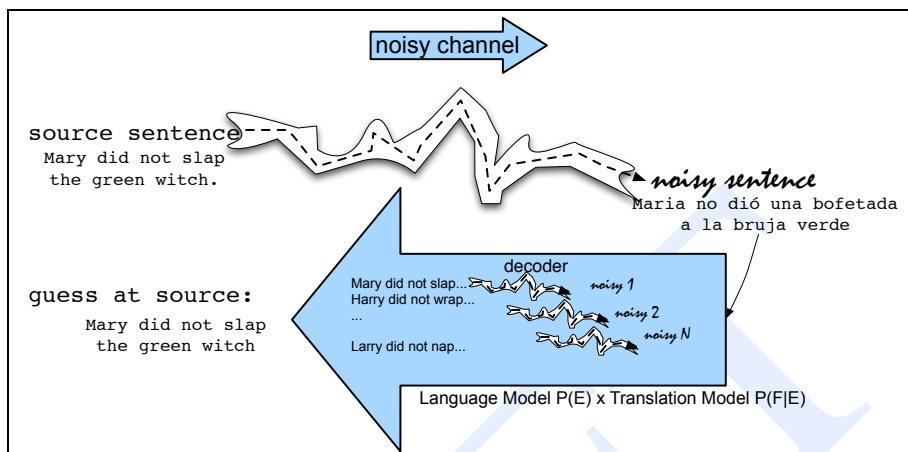 noisy channel
source sentence
Mary did not slap
the green witch.
noisy sentence
Maria no dió una bofetada
a la bruja verde
decoder
Mary did not slap...
noisy 1
Harry did not wrap...
noisy 2
...
noisy N
Larry did not nap...
guess at source:
Mary did not slap
the green witch
Language Model P(E) x Translation Model P(F|E)